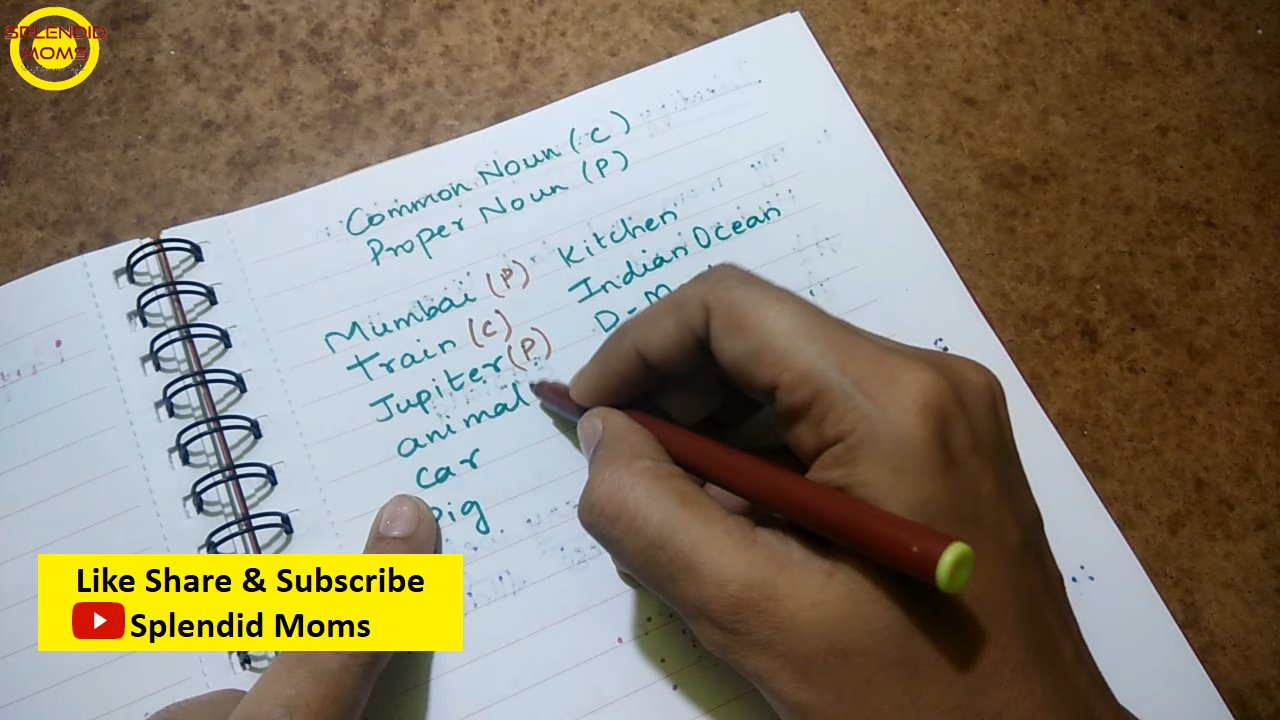 SPLENDID
MOMS
Common Noun (C)
Proper Noun (P)
Mumbai (P)
Train (C)
Jupiter (P)
animal
car
Pig
Kitchen
Indian Ocean
D-M
Like Share & Subscribe
Splendid Moms